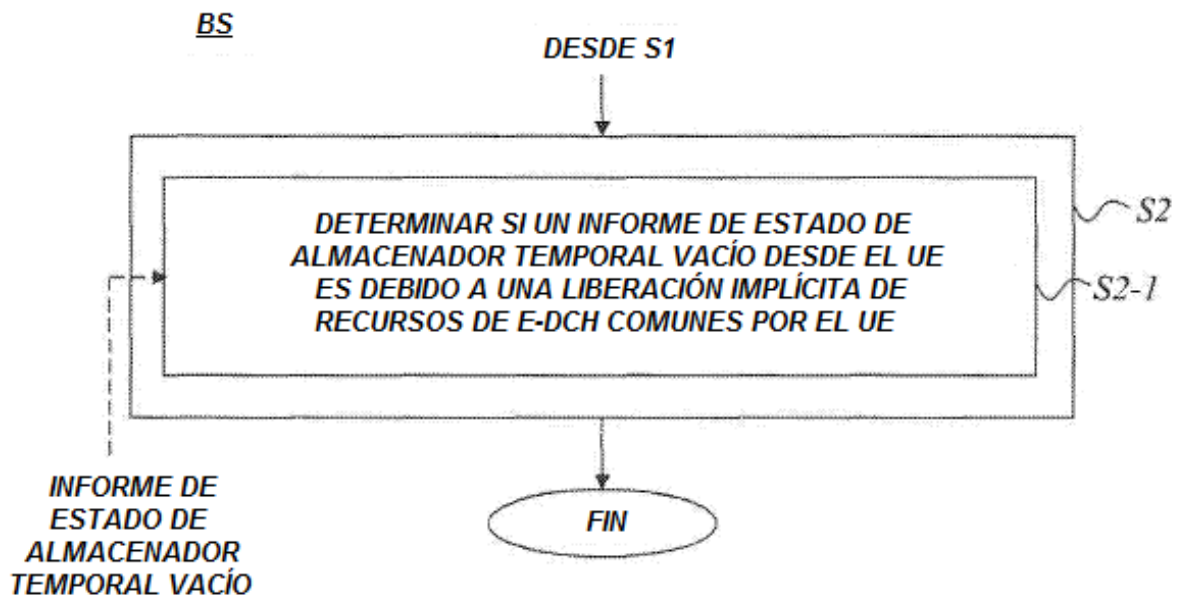 BS
DESDE S1
DETERMINAR SI UN INFORME DE ESTADO DE
ALMACENADOR TEMPORAL VACÍO DESDE EL UE
ES DEBIDO A UNA LIBERACIÓN IMPLÍCITA DE
RECURSOS DE E-DCH COMUNES POR EL UE
S2
S2-1
INFORME DE
ESTADO DE
ALMACENADOR
TEMPORAL VACÍO
FIN